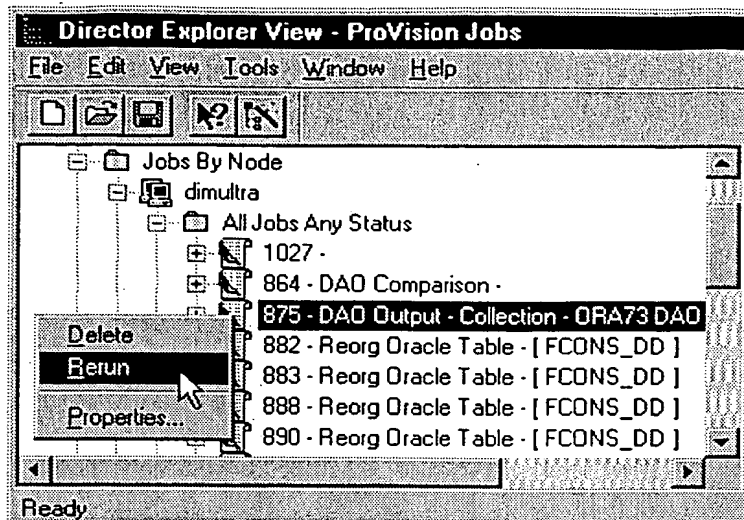 Director Explorer View - ProVision Jobs
File Edit View Tools Window Help
Jobs By Node
dimultra
All Jobs Any Status
1027 -
864 - DAO Comparison -
875 - DAO Output - Collection - ORA73 DAO
882 - Reorg Oracle Table - [ FCONS_DD ]
883 - Reorg Oracle Table - [ FCONS_DD ]
888 - Reorg Oracle Table - [ FCONS_DD ]
890 - Reorg Oracle Table - [ FCONS_DD ]
Delete
Rerun
Properties...
Ready